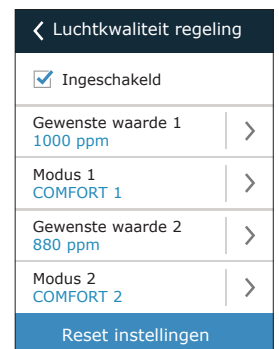 Luchtkwaliteit regeling
Ingeschakeld
Gewenste waarde 1
1000 ppm
Modus 1
COMFORT 1
Gewenste waarde 2
880 ppm
Modus 2
COMFORT 2
Reset instellingen